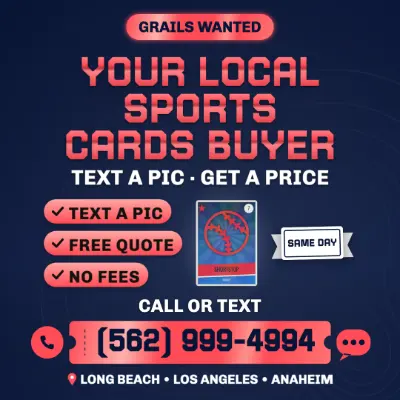 GRAILS WANTED
YOUR LOCAL
SPORTS
CARDS BUYER
TEXT A PIC · GET A PRICE
TEXT A PIC
FREE QUOTE
NO FEES
SAME DAY
CALL OR TEXT
(562) 999-4994
LONG BEACH • LOS ANGELES • ANAHEIM